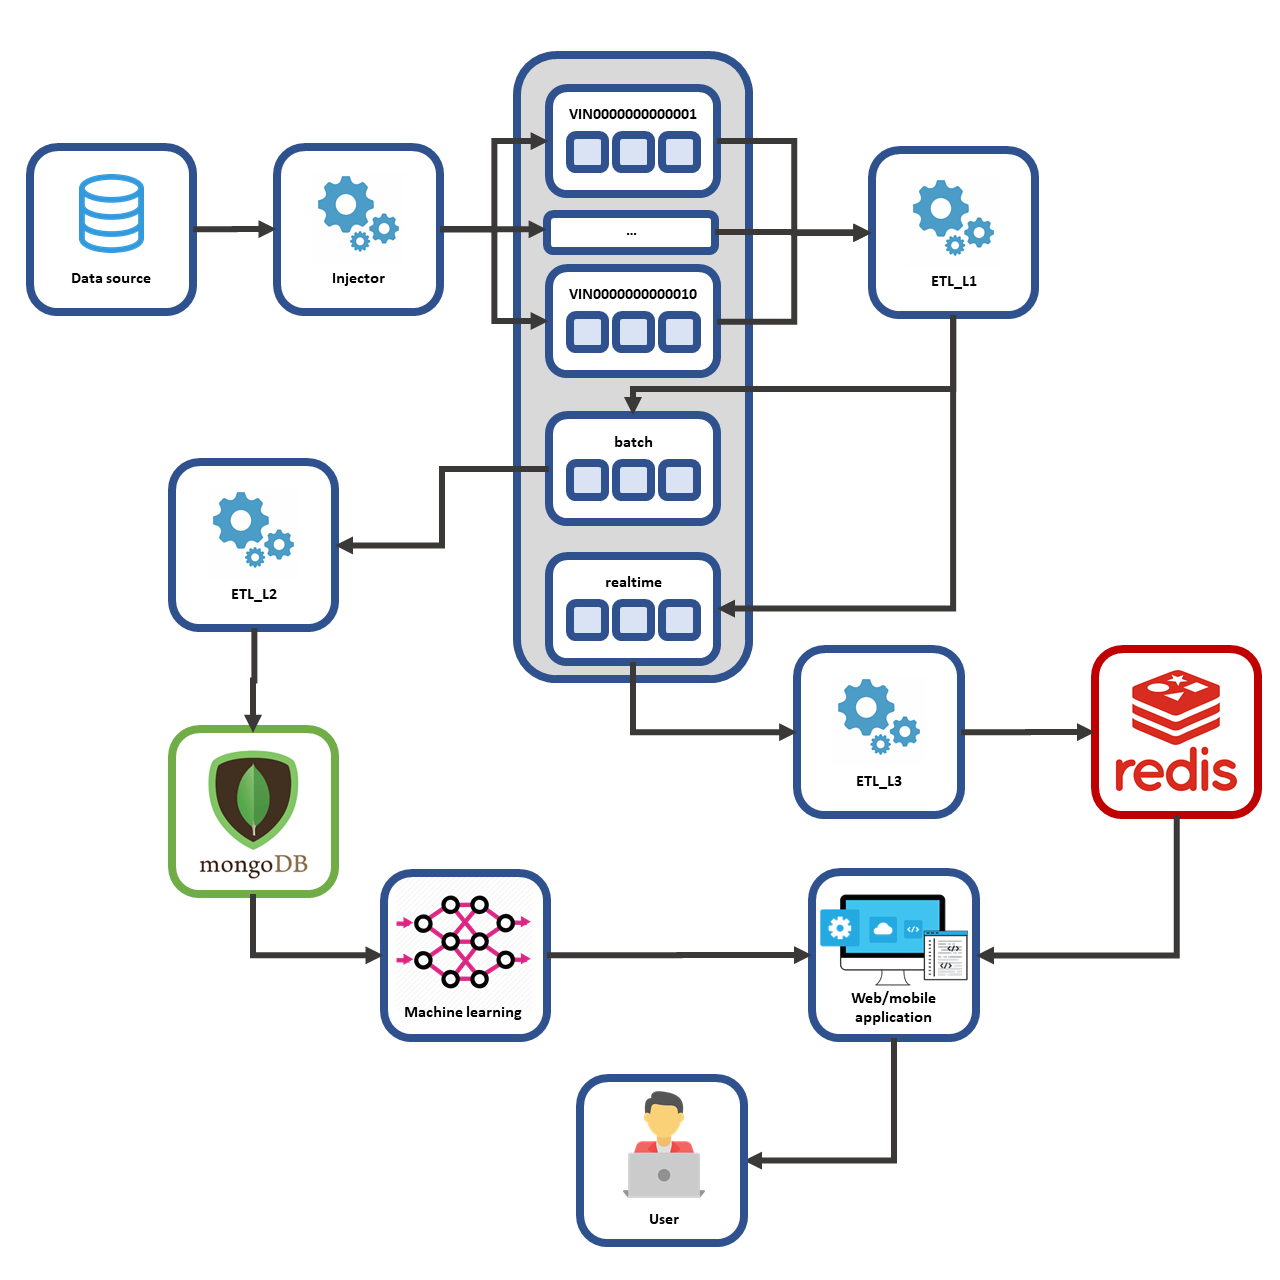 VIN0000000000001
Data source
Injector
...
ETL_L1
VIN0000000000010
batch
ETL_L2
realtime
ETL_L3
redis
mongoDB
Machine learning
Web/mobile
application
User